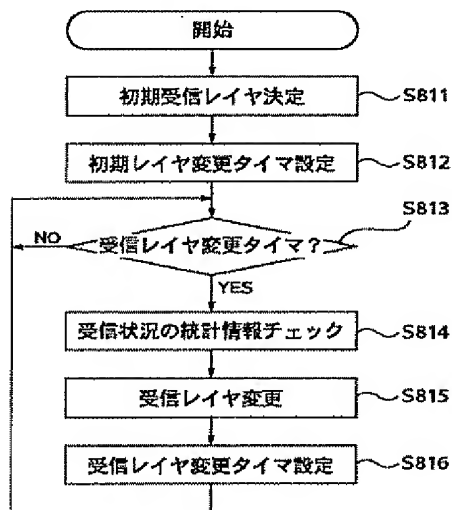 開始
初期受信レイヤ決定
S811
初期レイヤ変更タイマ設定
S812
S813
受信レイヤ変更タイマ？
NO
YES
受信状況の統計情報チェック
S814
受信レイヤ変更
S815
受信レイヤ変更タイマ設定
S816